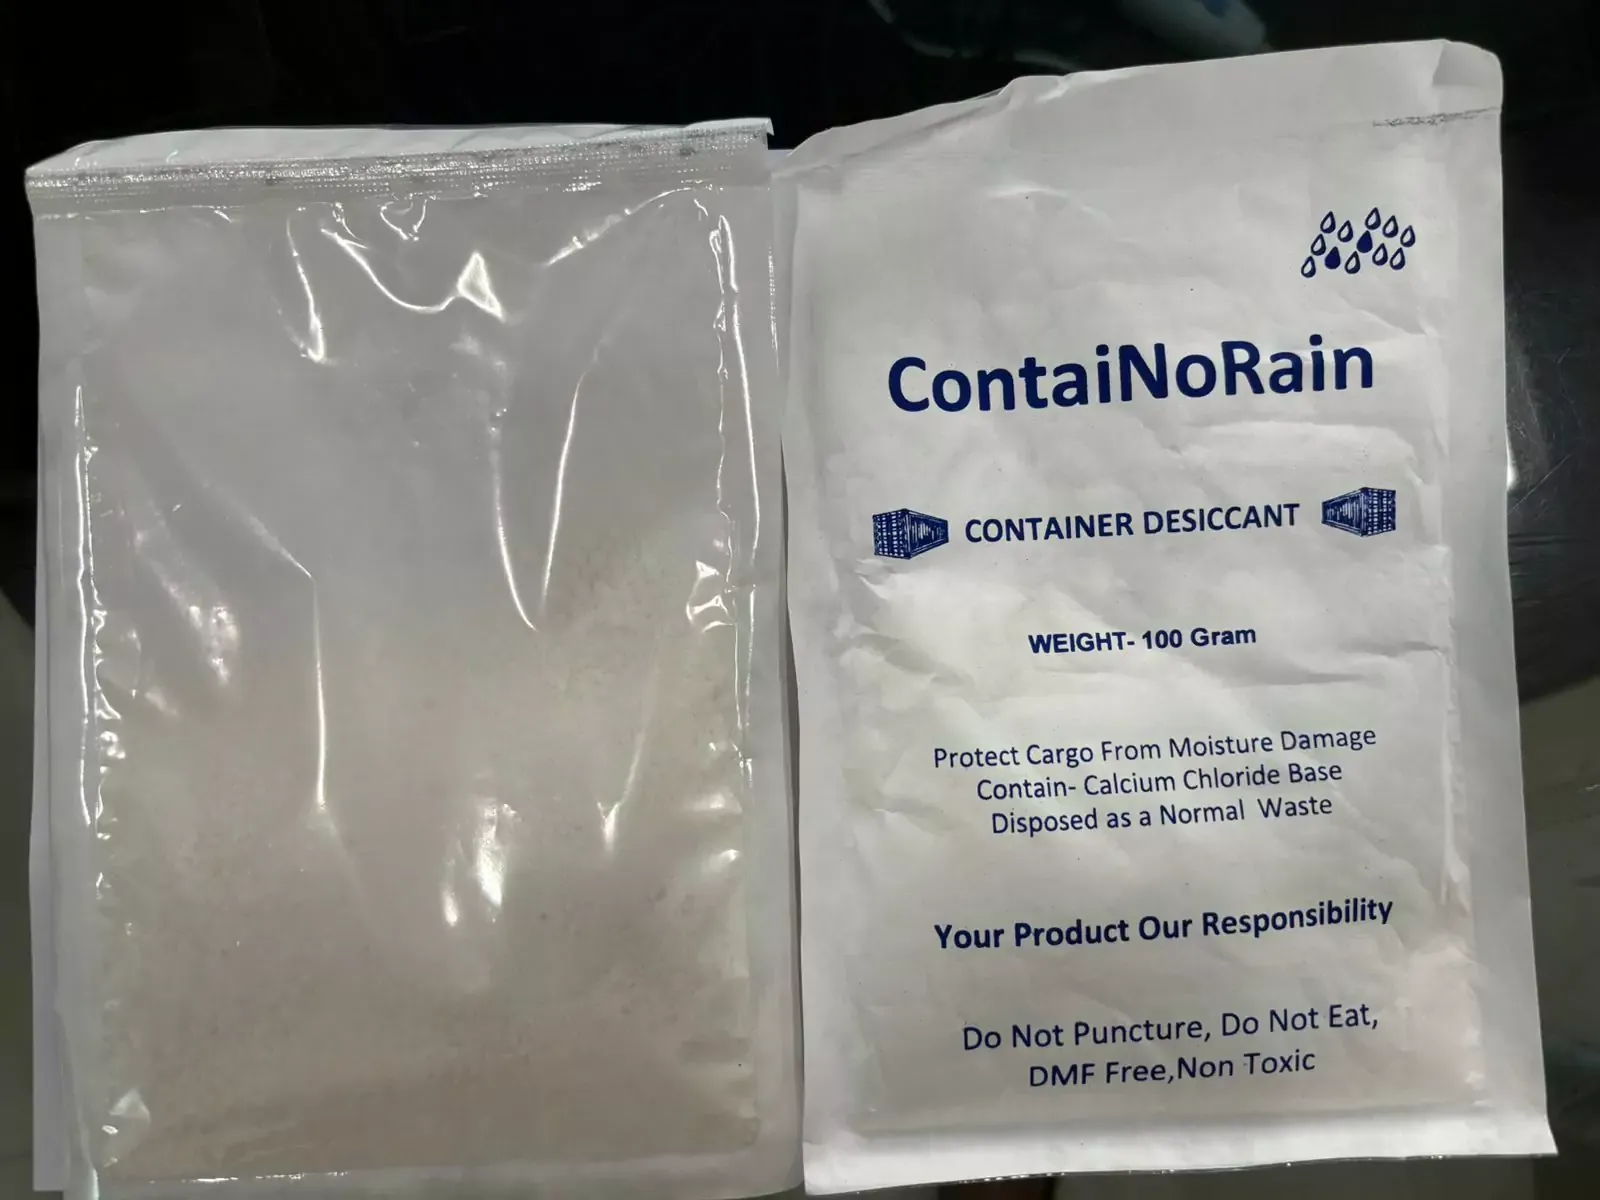 ContaiNoRain
CONTAINER DESICCANT
WEIGHT- 100 Gram
Protect Cargo From Moisture Damage
Contain- Calcium Chloride Base
Disposed as a Normal Waste
Your Product Our Responsibility
Do Not Puncture, Do Not Eat,
DMF Free,Non Toxic